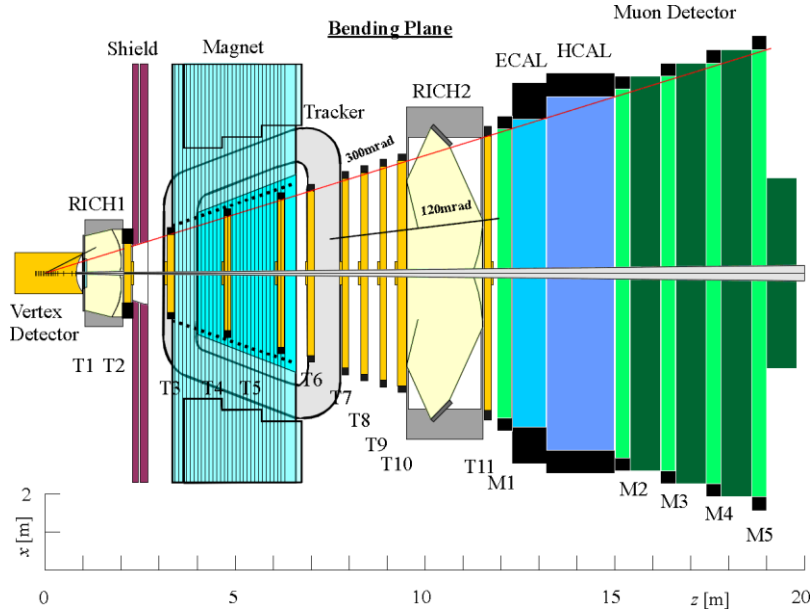 Bending Plane
Muon Detector
Shield
Magnet
ECAL
HCAL
RICH2
Tracker
300mrad
RICH1
120mrad
Vertex
Detector
T1
T2
T3
T4
T5
T6
T7
T8
T9
T10
T11
M1
M2
M3
M4
M5
2
x [m]
0
5
10
15
z [m]
20